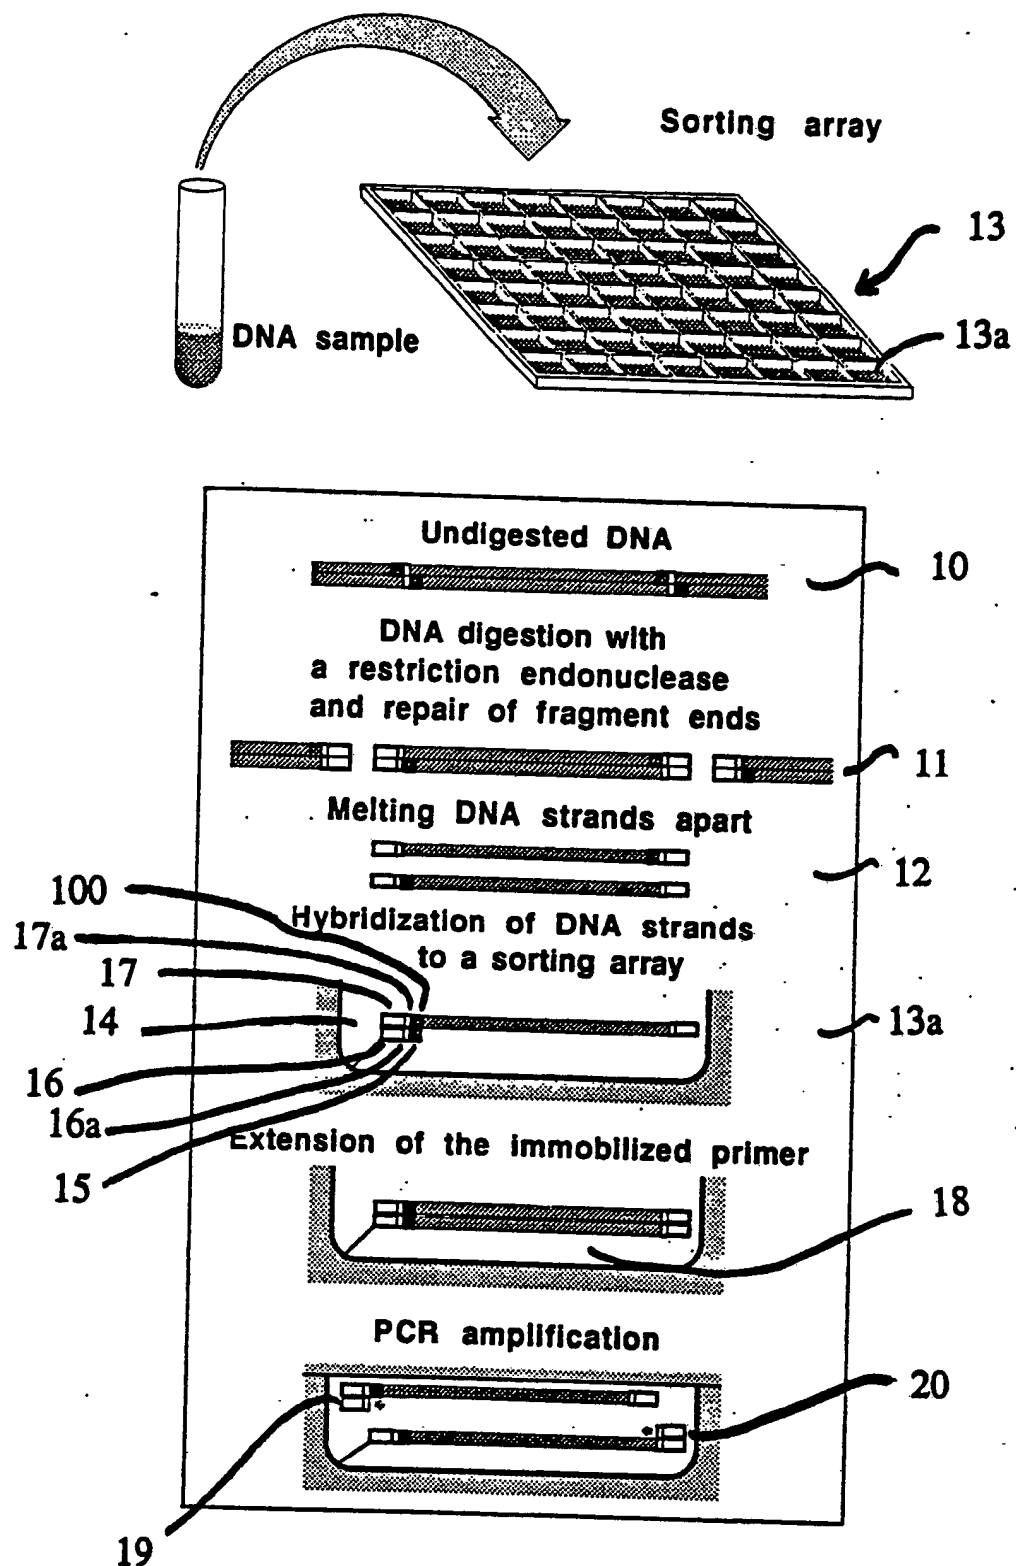 Sorting array
13
DNA sample
13a
Undigested DNA
10
DNA digestion with
a restriction endonuclease
and repair of fragment ends
11
Melting DNA strands apart
12
100
Hybridization of DNA strands
17a
to a sorting array
17
14
13a
16
16a
Extension of the immobilized primer
15
18
PCR amplification
20
19